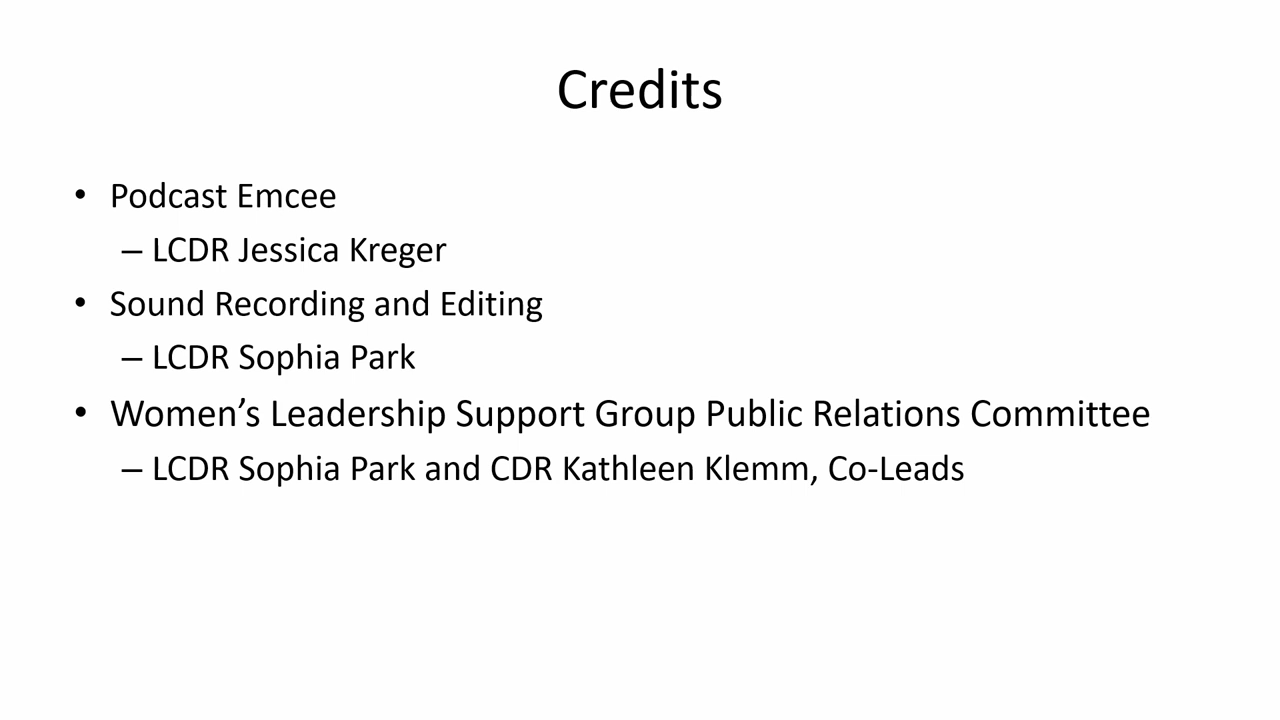 Credits
• Podcast Emcee
– LCDR Jessica Kreger
• Sound Recording and Editing
– LCDR Sophia Park
• Women’s Leadership Support Group Public Relations Committee
– LCDR Sophia Park and CDR Kathleen Klemm, Co-Leads